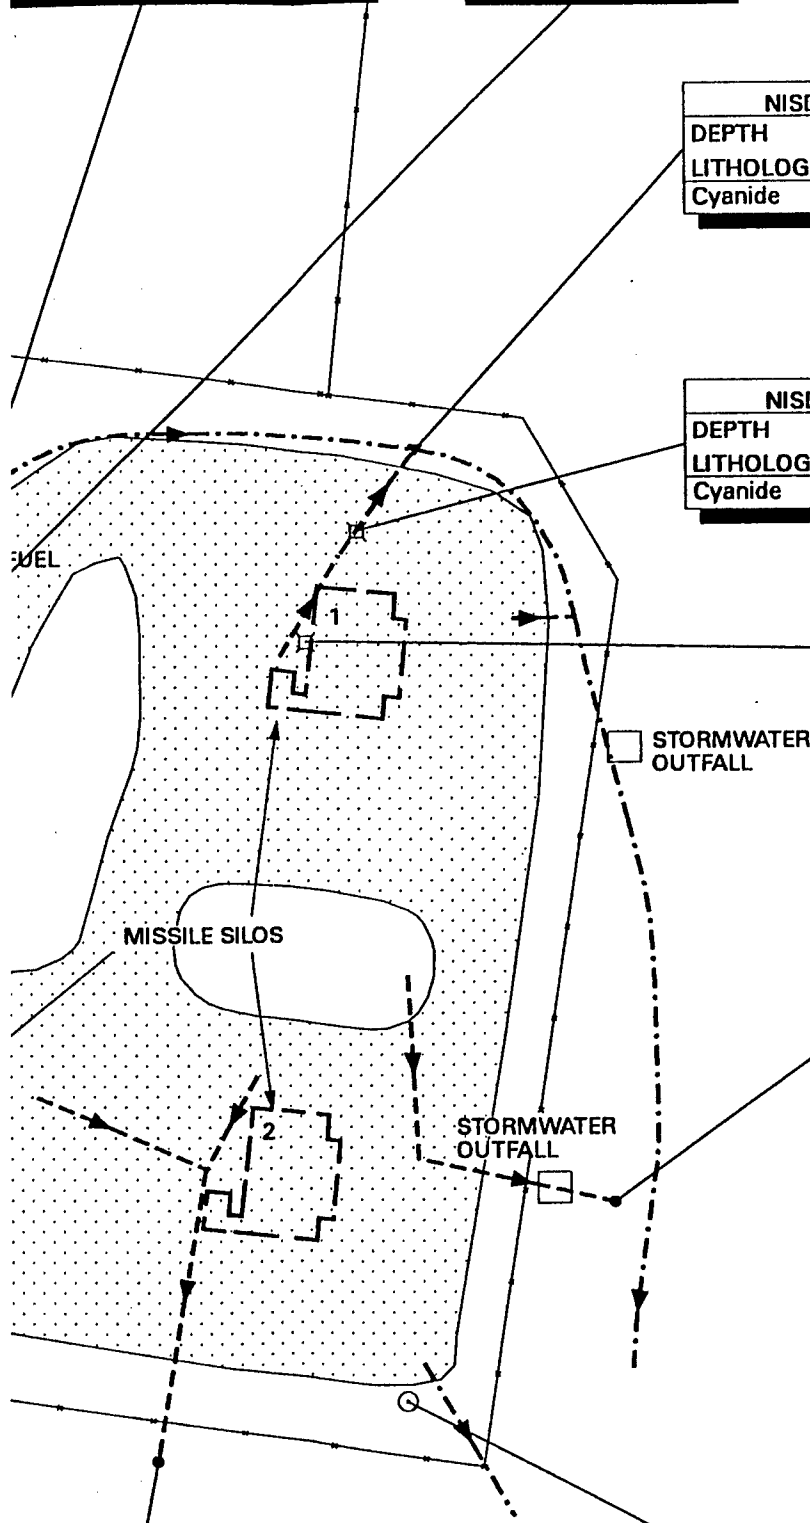 NISD
DEPTH
LITHOLOG
Cyanide
NISD
DEPTH
LITHOLOG
Cyanide
FUEL
1
STORMWATER
OUTFALL
MISSILE SILOS
STORMWATER
OUTFALL
2